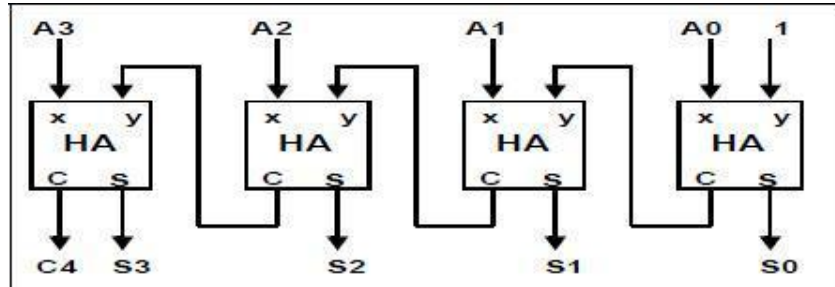 A3 A2 A1 A0 1
x y x y x y x y
HA HA HA HA
C S C S C S C S
C4 S3 S2 S1 S0